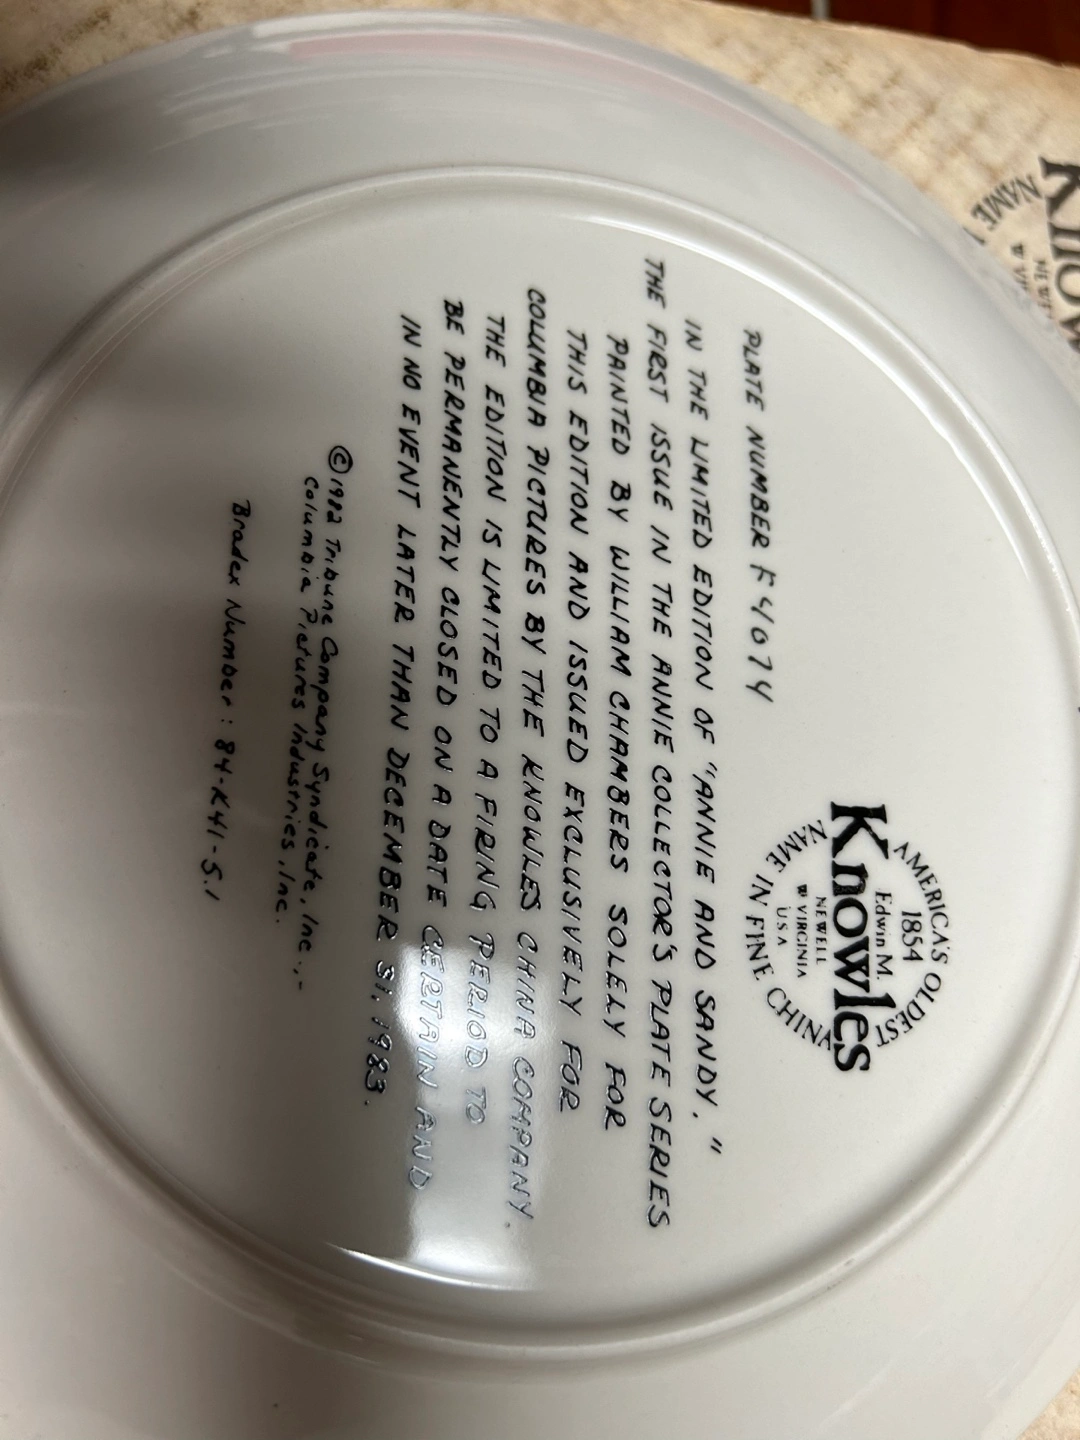 AMERICA'S OLDEST
1854
Edwin M.
Knowles
NEWELL
W VIRGINIA
USA
NAME IN FINE CHINA
PLATE NUMBER F4074
IN THE LIMITED EDITION OF "ANNIE AND SANDY."
THE FIRST ISSUE IN THE ANNIE COLLECTOR'S PLATE SERIES
PAINTED BY WILLIAM CHAMBERS SOLELY FOR
THIS EDITION AND ISSUED EXCLUSIVELY FOR
COLUMBIA PICTURES BY THE KNOWLES CHINA COMPANY.
THE EDITION IS LIMITED TO A FIRING PERIOD TO
BE PERMANENTLY CLOSED ON A DATE CERTAIN AND
IN NO EVENT LATER THAN DECEMBER 31, 1983.
©1982 Tribune Company Syndicate, Inc.,-
Columbia Pictures Industries, Inc.
Bradex Number: 84-K41-5.1
NAME
NEWE